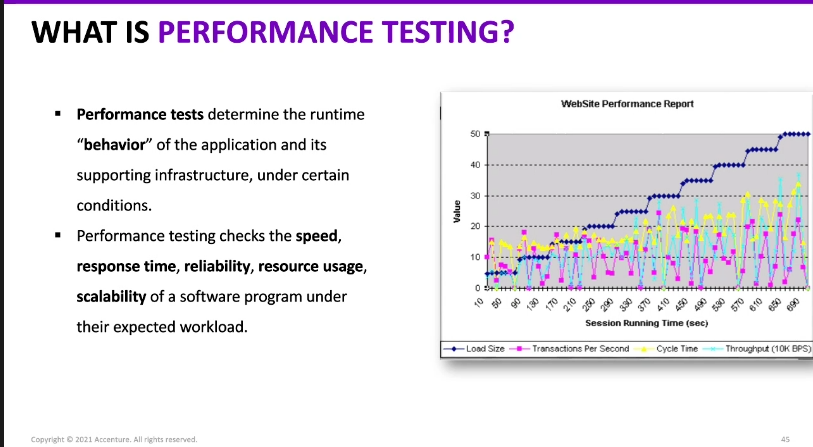 WHAT IS PERFORMANCE TESTING?
▪ Performance tests determine the runtime
“behavior” of the application and its
supporting infrastructure, under certain
conditions.
▪ Performance testing checks the speed,
response time, reliability, resource usage,
scalability of a software program under
their expected workload.
WebSite Performance Report
Value
50
40
30
20
10
0
10 50 90 130 170 210 250 290 330 370 410 450 490 530 570 610 650 690
Session Running Time (sec)
Load Size Transactions Per Second Cycle Time Throughput (10K BPS)
Copyright © 2021 Accenture. All rights reserved. 45